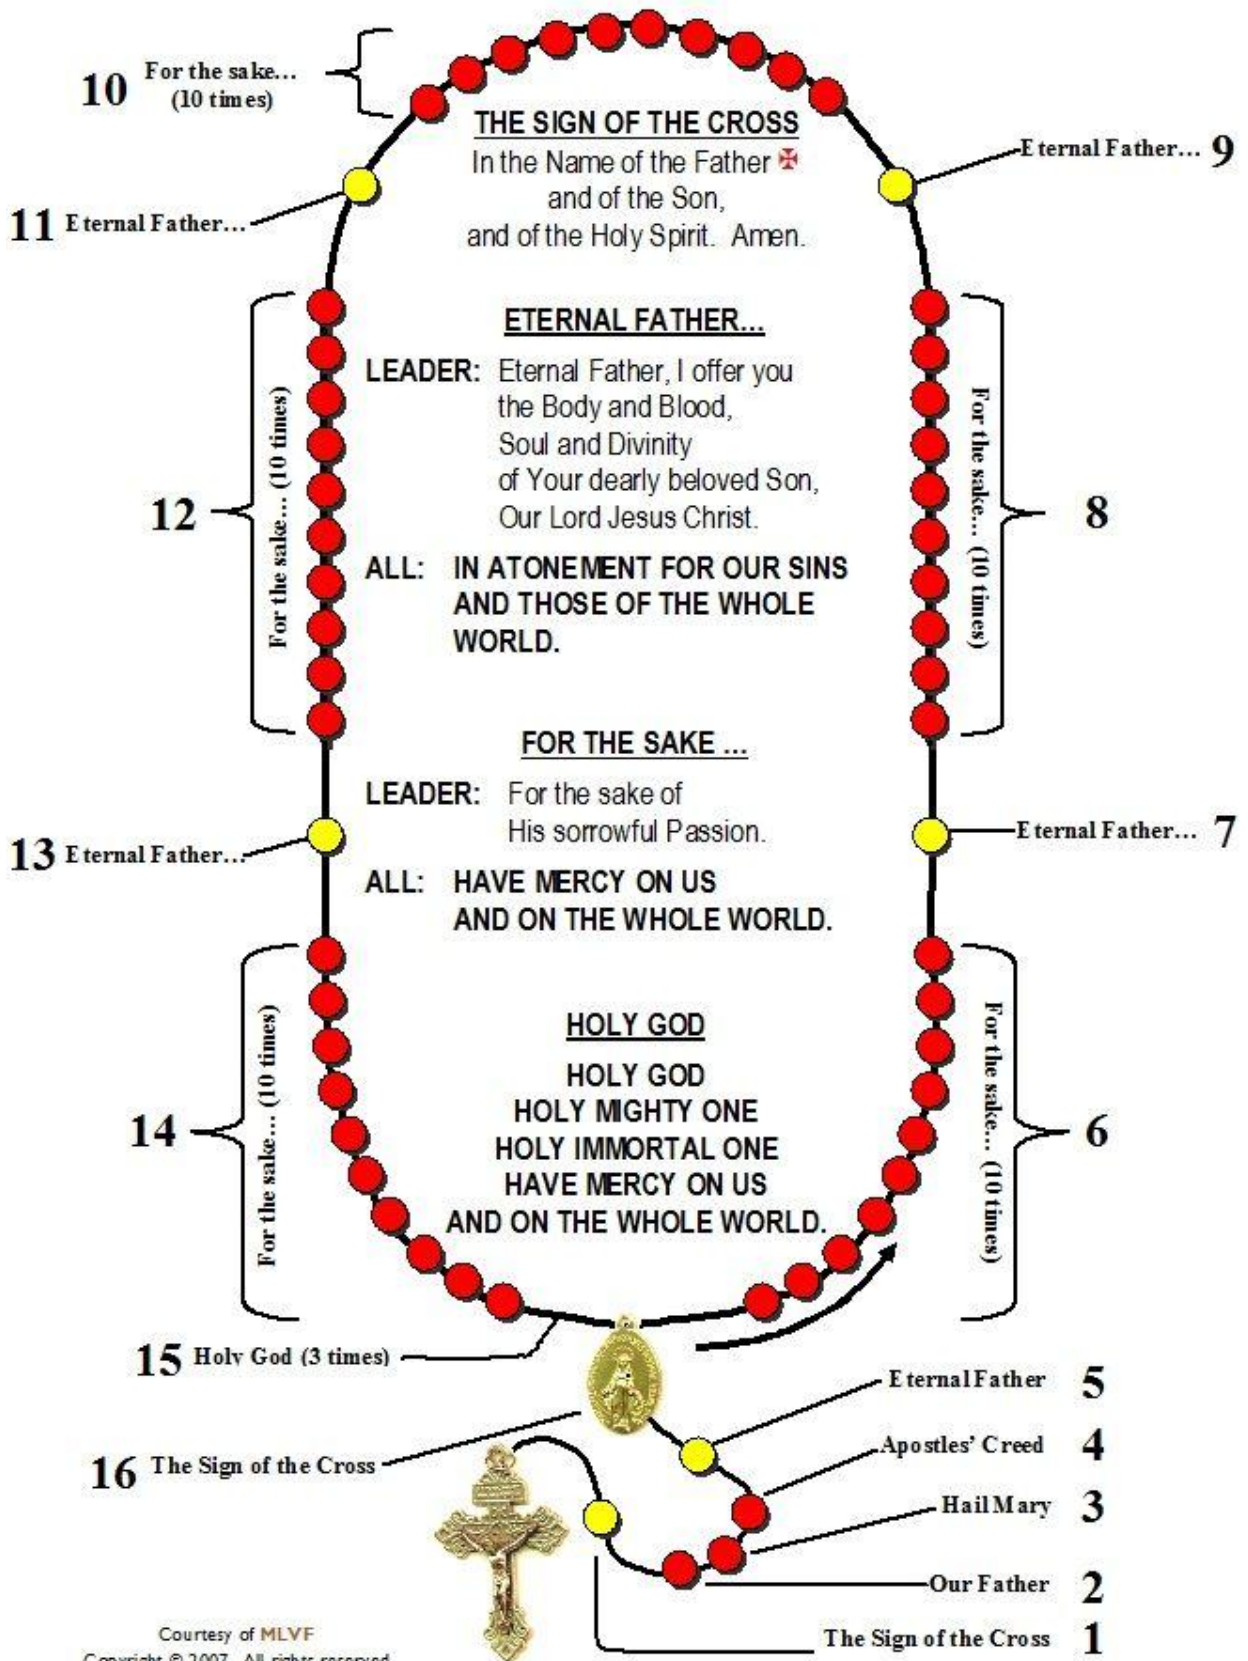 10
For the sake...
(10 times)
THE SIGN OF THE CROSS
In the Name of the Father ✠
and of the Son,
and of the Holy Spirit. Amen.
Eternal Father... 9
11 Eternal Father...
ETERNAL FATHER...
LEADER: Eternal Father, I offer you
the Body and Blood,
Soul and Divinity
of Your dearly beloved Son,
Our Lord Jesus Christ.
ALL: IN ATONEMENT FOR OUR SINS
AND THOSE OF THE WHOLE
WORLD.
12
For the sake... (10 times)
For the sake... (10 times)
8
FOR THE SAKE ...
LEADER: For the sake of
His sorrowful Passion.
ALL: HAVE MERCY ON US
AND ON THE WHOLE WORLD.
13 Eternal Father...
Eternal Father... 7
HOLY GOD
HOLY GOD
HOLY MIGHTY ONE
HOLY IMMORTAL ONE
HAVE MERCY ON US
AND ON THE WHOLE WORLD.
14
For the sake... (10 times)
For the sake... (10 times)
6
15 Holy God (3 times)
Eternal Father 5
Apostles' Creed 4
16 The Sign of the Cross
Hail Mary 3
Our Father 2
The Sign of the Cross 1
Courtesy of MLVF
Copyright © 2007 All rights reserved